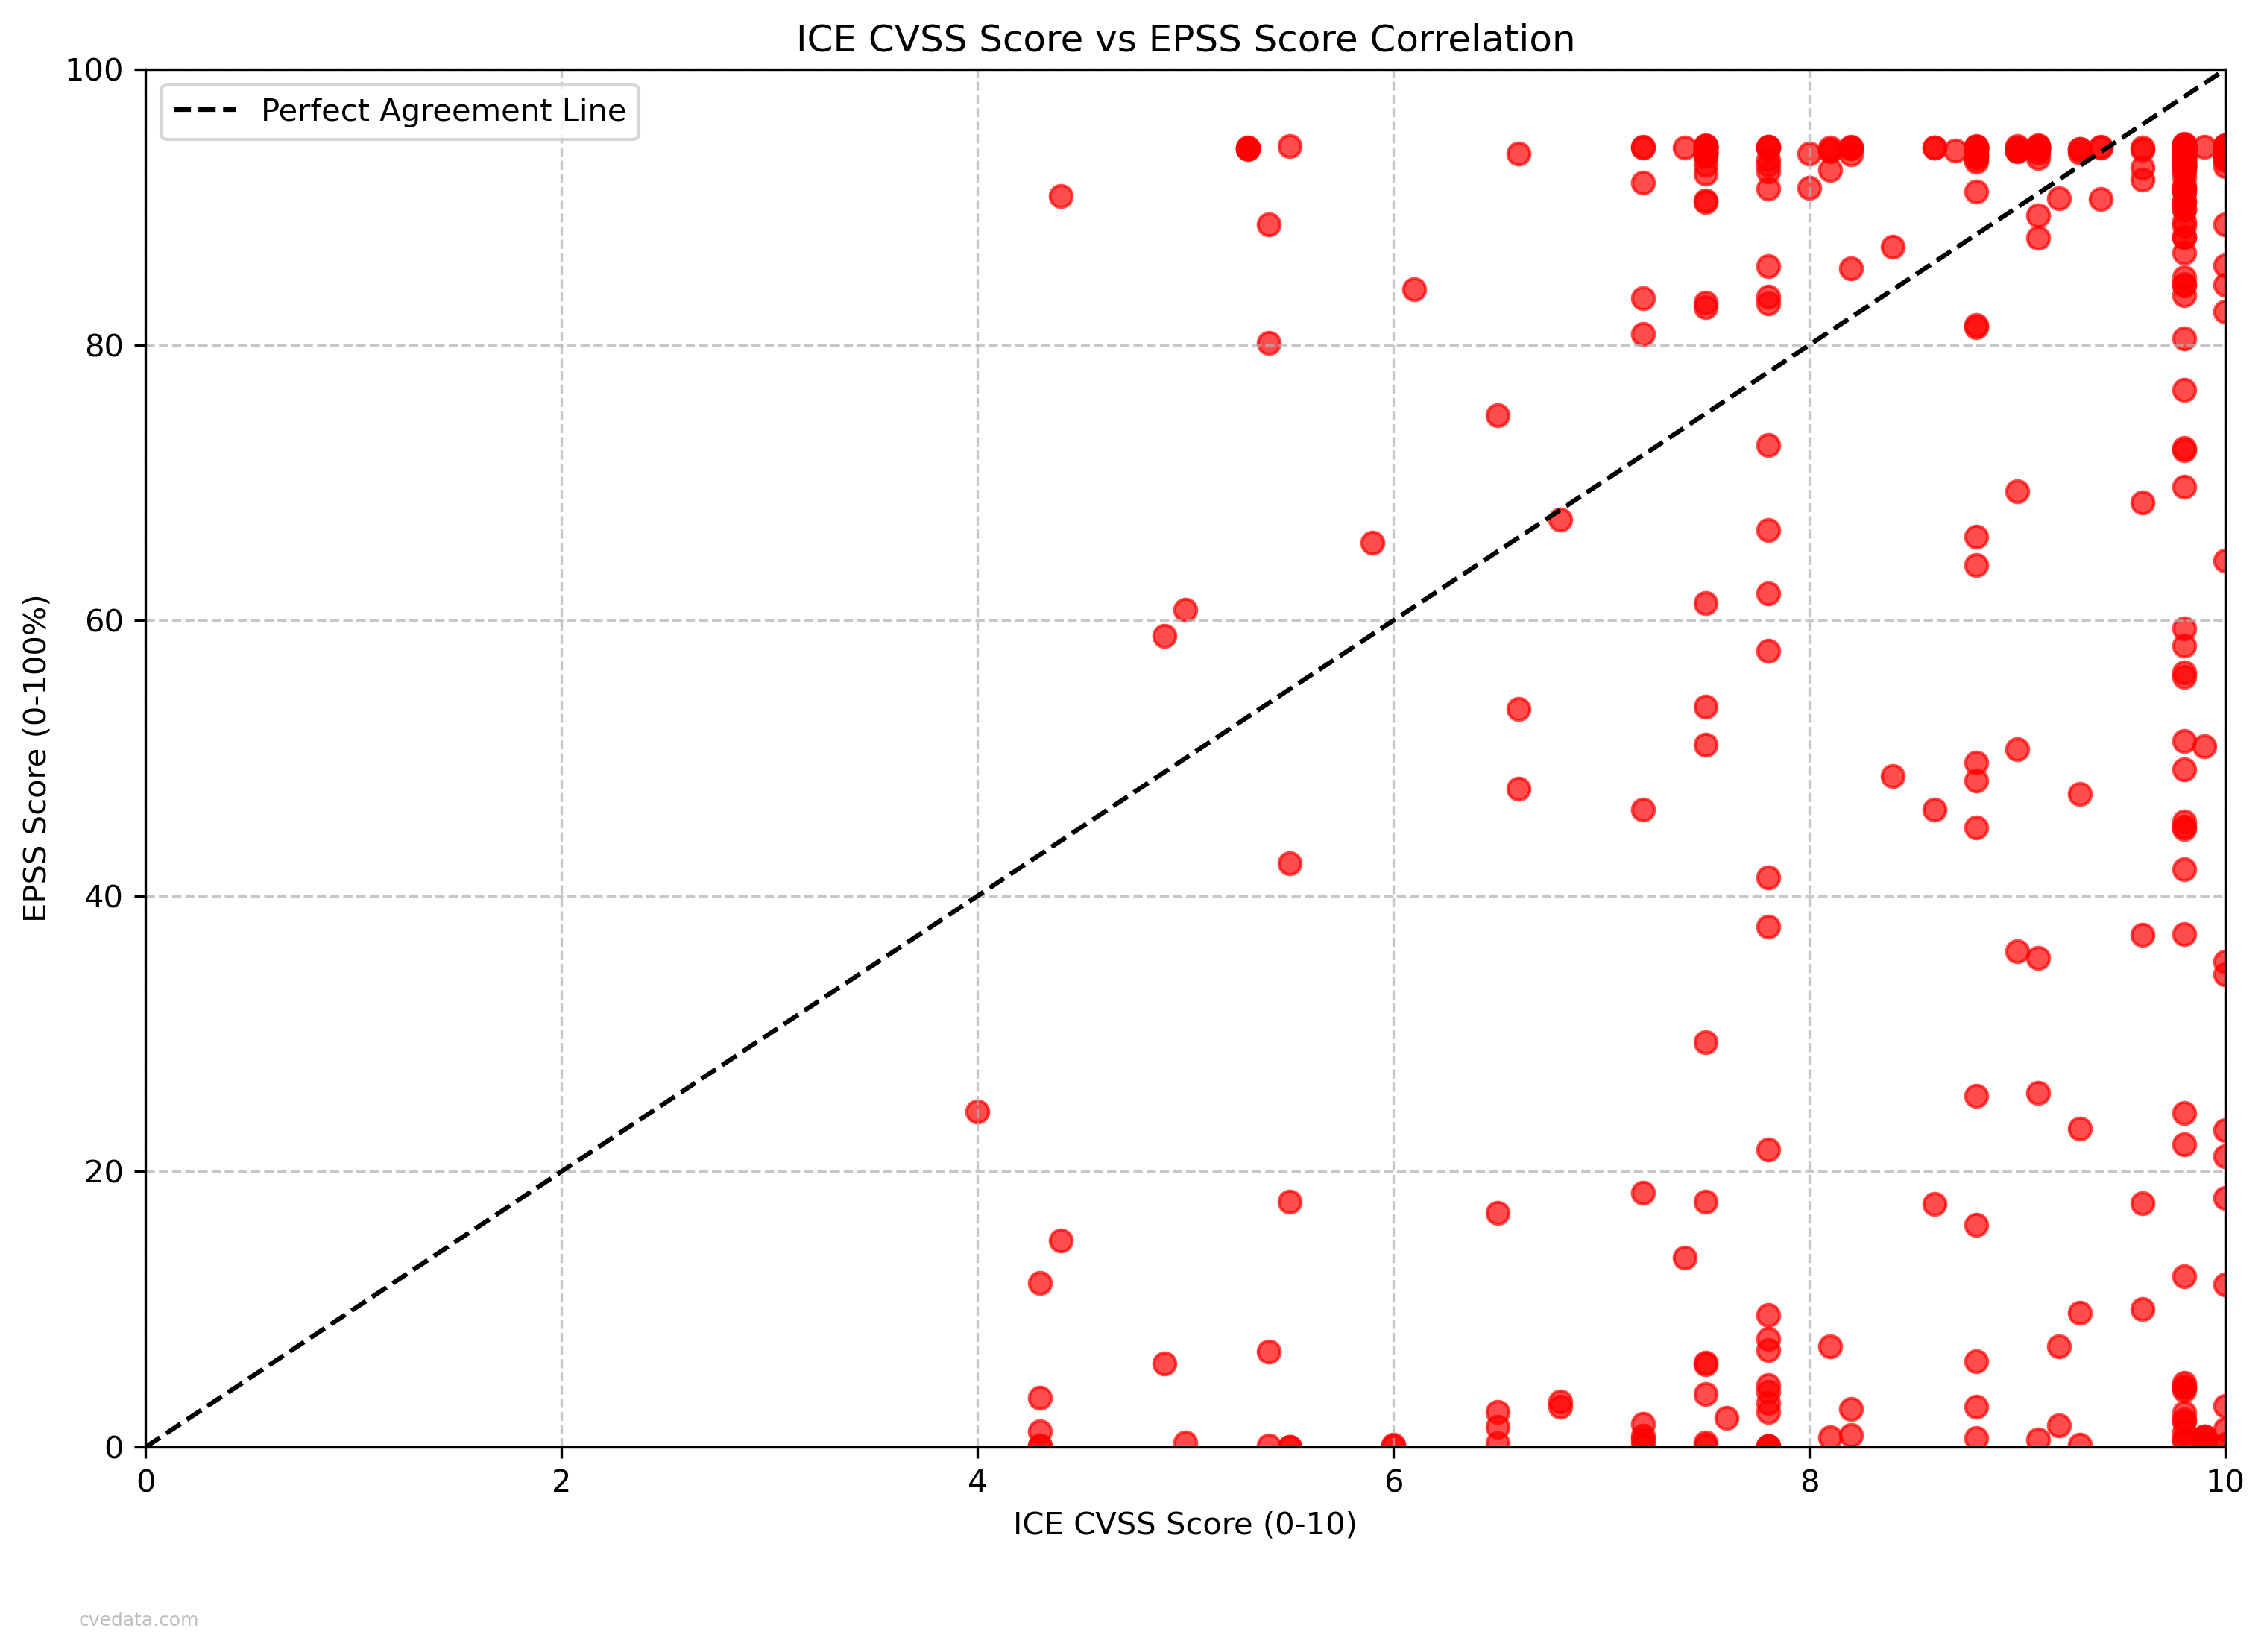 ICE CVSS Score vs EPSS Score Correlation
Perfect Agreement Line
EPSS Score (0-100%)
100
80
60
40
20
0
0 2 4 6 8 10
ICE CVSS Score (0-10)
cvedata.com